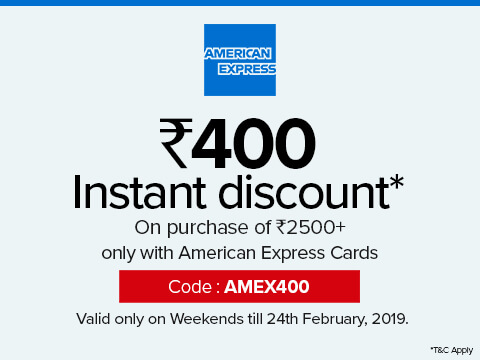 AMERICAN
EXPRESS
₹400
Instant discount*
On purchase of ₹2500+
only with American Express Cards
Code : AMEX400
Valid only on Weekends till 24th February, 2019.
*T&C Apply